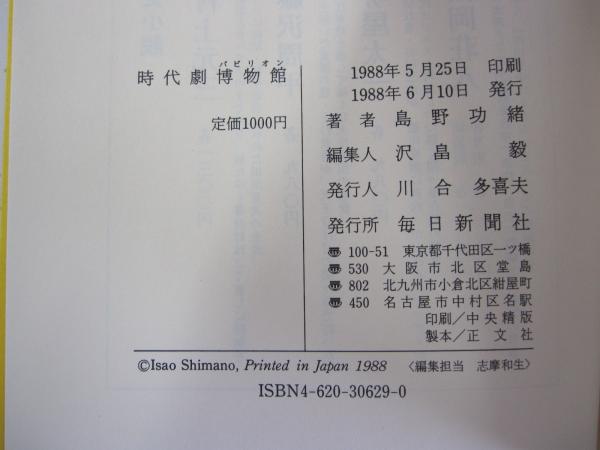 パビリオン
時代劇博物館
定価1000円
1988年5月25日 印刷
1988年6月10日 発行
著者 島野功緒
編集人 沢畠 毅
発行人 川合 多喜夫
発行所 毎日新聞社
〠100-51 東京都千代田区一ツ橋
〠530 大阪市北区堂島
〠802 北九州市小倉北区紺屋町
〠450 名古屋市中村区名駅
印刷/中央精版
製本/正文社
©Isao Shimano, Printed in Japan 1988 〈編集担当 志摩和生〉
ISBN4-620-30629-0